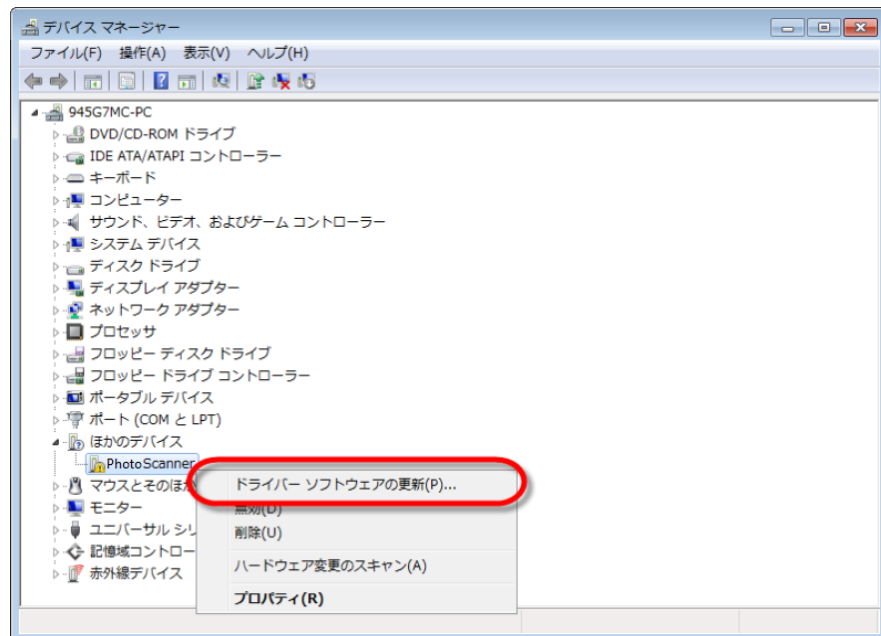 デバイス マネージャー
ファイル(F) 操作(A) 表示(V) ヘルプ(H)
945G7MC-PC
DVD/CD-ROM ドライブ
IDE ATA/ATAPI コントローラー
キーボード
コンピューター
サウンド、ビデオ、およびゲーム コントローラー
システム デバイス
ディスク ドライブ
ディスプレイ アダプター
ネットワーク アダプター
プロセッサ
フロッピー ディスク ドライブ
フロッピー ドライブ コントローラー
ポータブル デバイス
ポート (COM と LPT)
ほかのデバイス
PhotoScanner
マウスとそのほか
モニター
ユニバーサル シリ
記憶域コントロー
赤外線デバイス
ドライバー ソフトウェアの更新(P)...
無効(D)
削除(U)
ハードウェア変更のスキャン(A)
プロパティ(R)